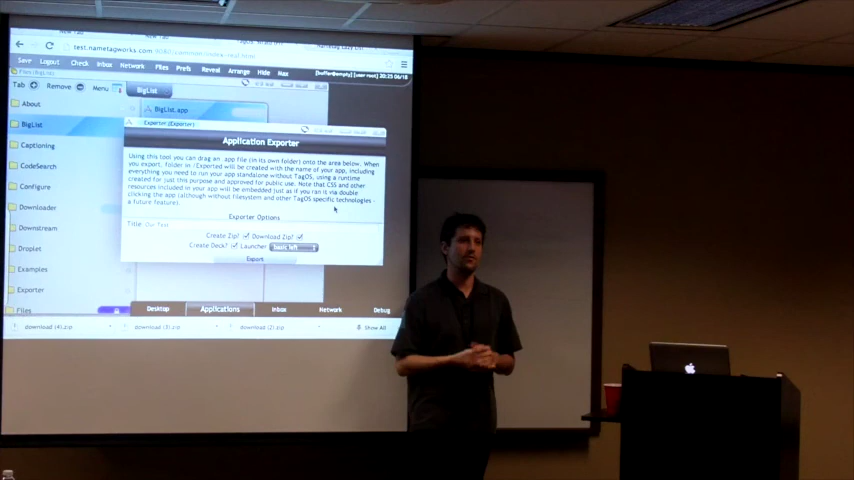 test.nametagworks.com
Save Logout Check Inbox Network Files Prefs Reveal Arrange Hide Max
Files (BigList)
Tab Remove Menu
BigList
About
BigList
Captioning
CodeSearch
Configure
Downloader
Downstream
Droplet
Examples
Exporter
Files
BigList.app
Exporter (Exporter)
Application Exporter
Using this tool you can drag an .app file (in its own folder) onto the area below. When
you export, folder in /Exported will be created with the name of your app, including
everything you need to run your app standalone without TagOS, using a runtime
created for just this purpose and approved for public use. Note that CSS and other
resources included in your app will be embedded just as if you ran it via double
clicking the app (although without filesystem and other TagOS specific technologies -
a future feature).
Exporter Options
Title
Create Zip? Download Zip?
Create Deck? Launcher basic left
Export
Desktop Applications Inbox Network Debug
download (4).zip download (3).zip download (2).zip Show All